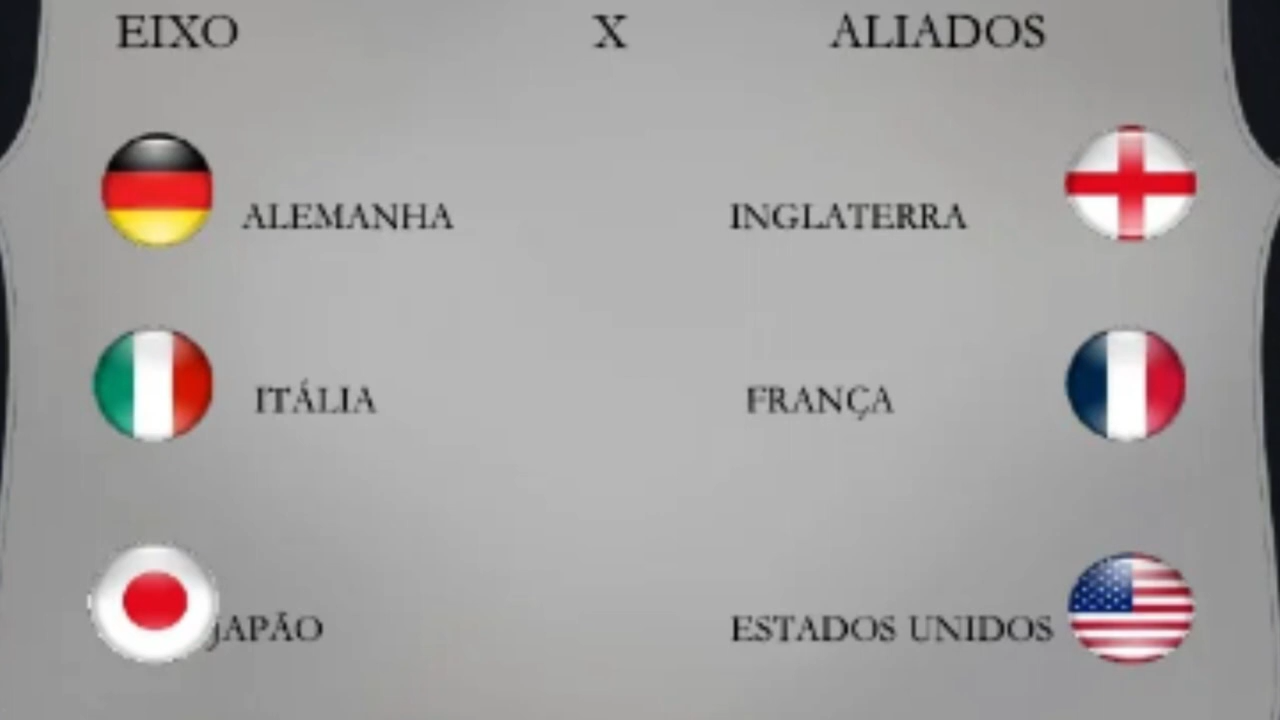 EIXO X ALIADOS
ALEMANHA INGLATERRA
ITÁLIA FRANÇA
JAPÃO ESTADOS UNIDOS